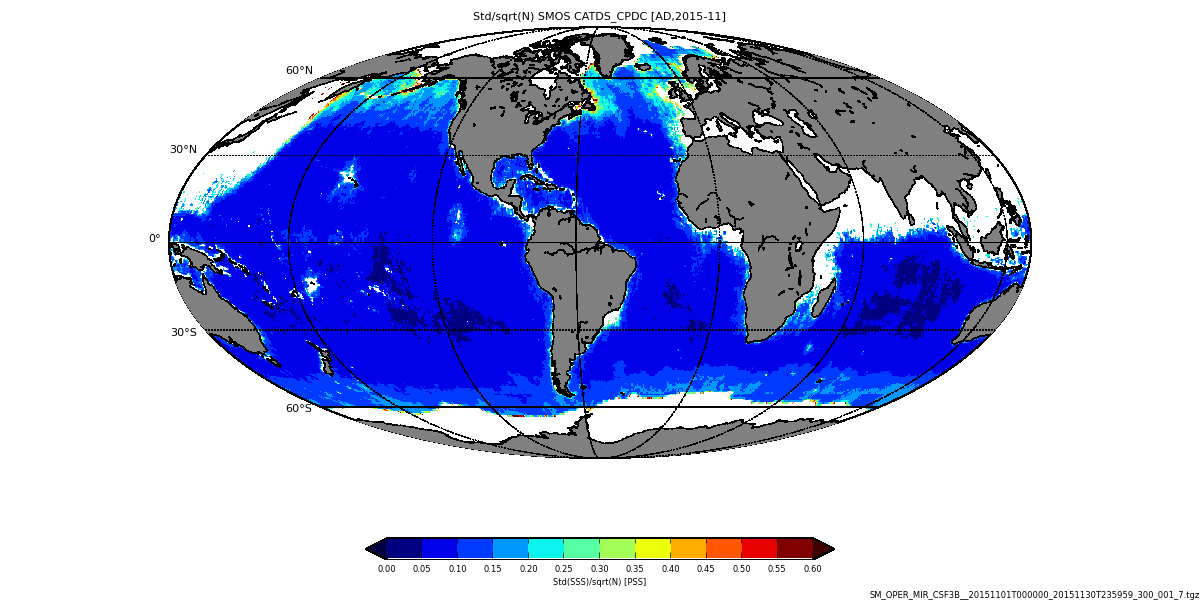 Std/sqrt(N) SMOS CATDS_CPDC [AD,2015-11]
60°N
30°N
0°
30°S
60°S
0.00 0.05 0.10 0.15 0.20 0.25 0.30 0.35 0.40 0.45 0.50 0.55 0.60
Std(SSS)/sqrt(N) [PSS]
SM_OPER_MIR_CSF3B__20151101T000000_20151130T235959_300_001_7.tgz